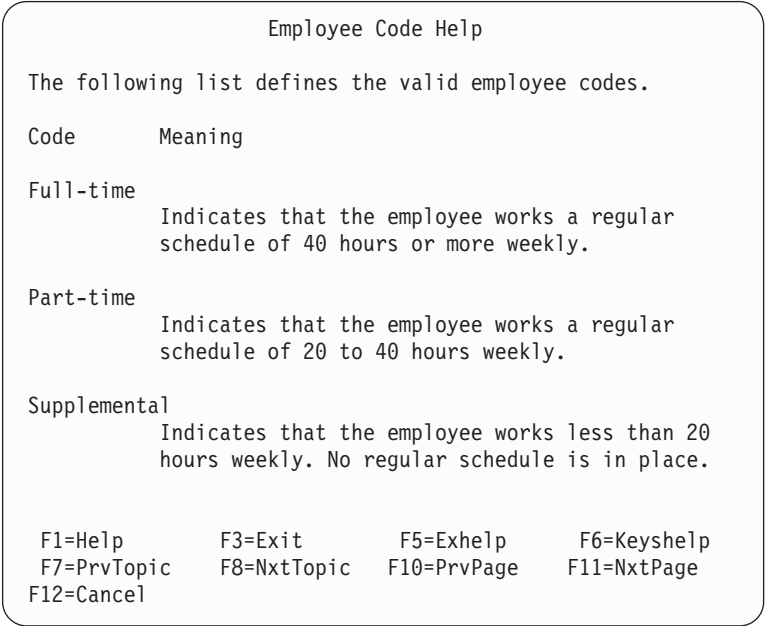 Employee Code Help
The following list defines the valid employee codes.
Code Meaning
Full-time
Indicates that the employee works a regular
schedule of 40 hours or more weekly.
Part-time
Indicates that the employee works a regular
schedule of 20 to 40 hours weekly.
Supplemental
Indicates that the employee works less than 20
hours weekly. No regular schedule is in place.
F1=Help F3=Exit F5=Exhelp F6=Keyshelp
F7=PrvTopic F8=NxtTopic F10=PrvPage F11=NxtPage
F12=Cancel